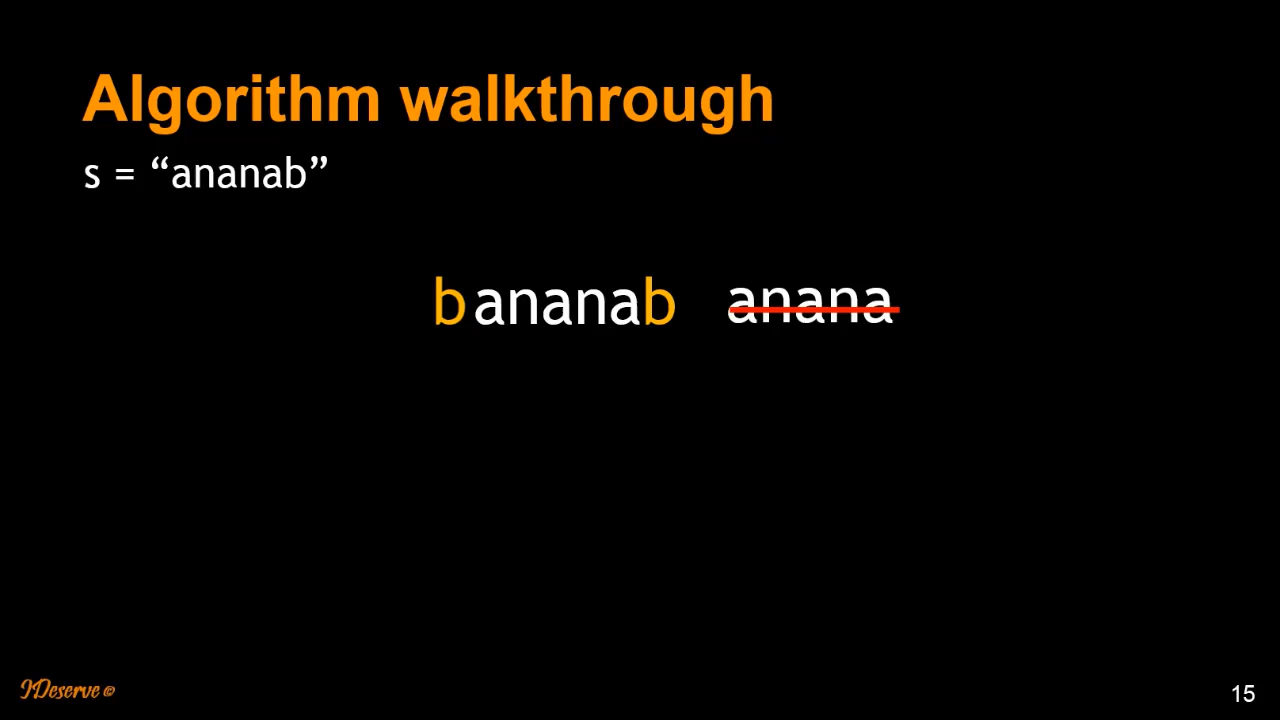 Algorithm walkthrough
s = “ananab”
bananab anana
IDeserve ©
15